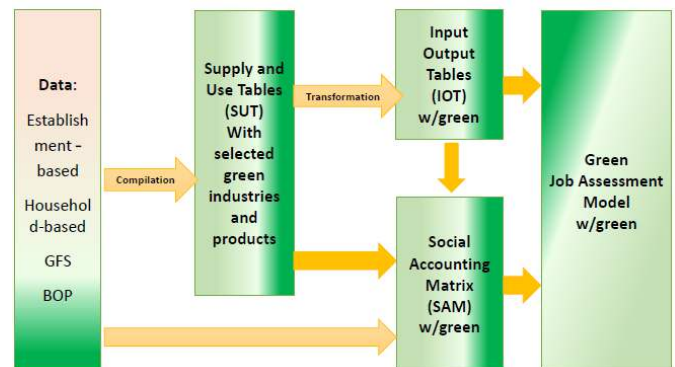 Data:
Establish
ment –
based
Househol
d-based
GFS
BOP
Compilation
Supply and
Use Tables
(SUT)
With
selected
green
industries
and
products
Transformation
Input
Output
Tables
(IOT)
w/green
Social
Accounting
Matrix
(SAM)
w/green
Green
Job Assessment
Model
w/green